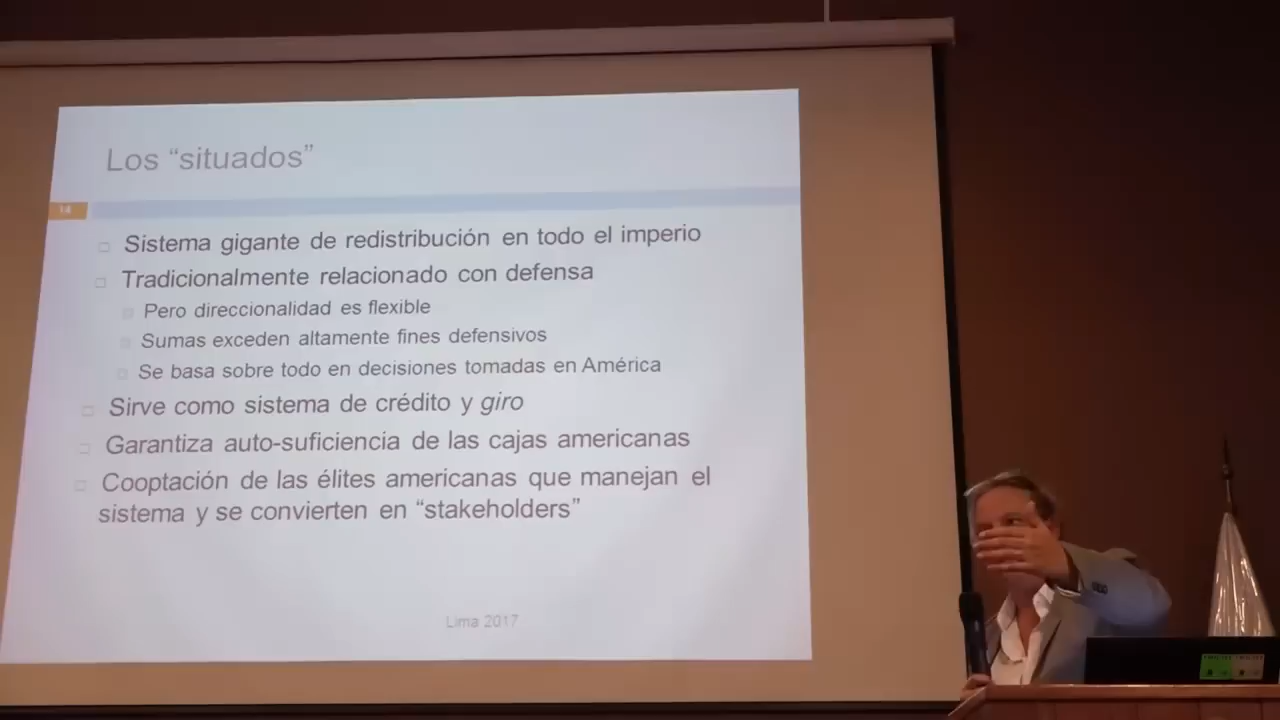 Los “situados”
14
Sistema gigante de redistribución en todo el imperio
Tradicionalmente relacionado con defensa
Pero direccionalidad es flexible
Sumas exceden altamente fines defensivos
Se basa sobre todo en decisiones tomadas en América
Sirve como sistema de crédito y giro
Garantiza auto-suficiencia de las cajas americanas
Cooptación de las élites americanas que manejan el
sistema y se convierten en “stakeholders”
Lima 2017